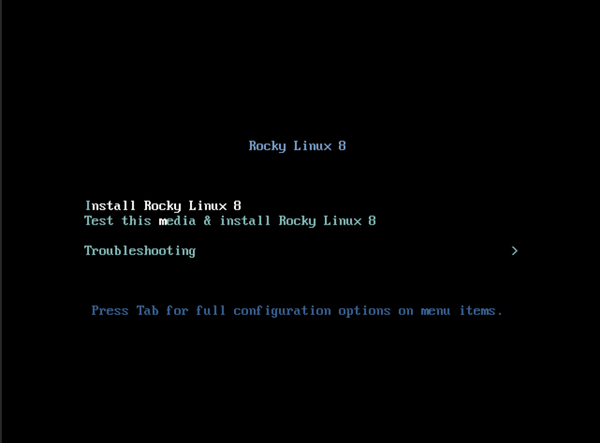 Rocky Linux 8
Install Rocky Linux 8
Test this media & install Rocky Linux 8
Troubleshooting >
Press Tab for full configuration options on menu items.